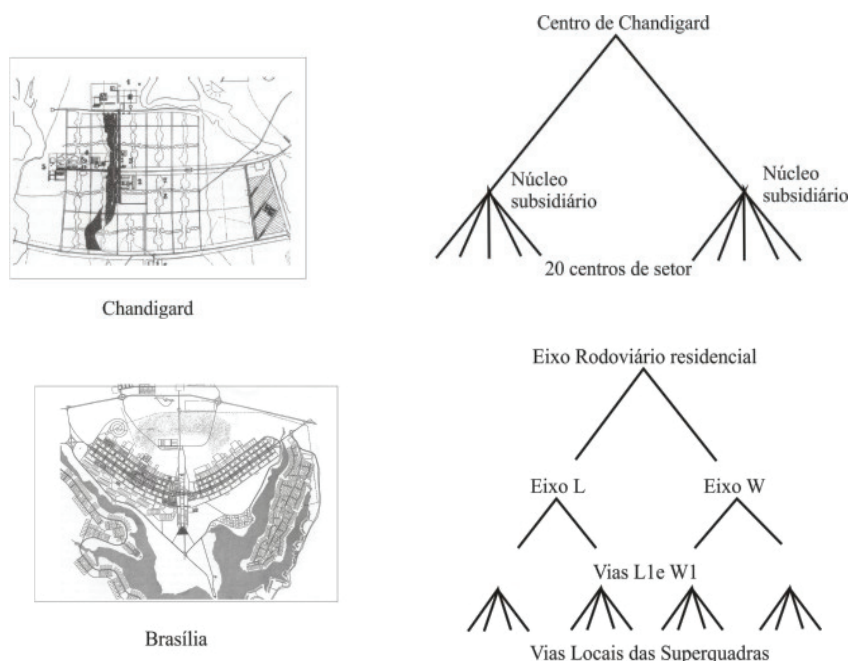 Centro de Chandigard
Núcleo
subsidiário
Núcleo
subsidiário
20 centros de setor
Chandigard
Eixo Rodoviário residencial
Eixo L
Eixo W
Vias L1e W1
Vias Locais das Superquadras
Brasília